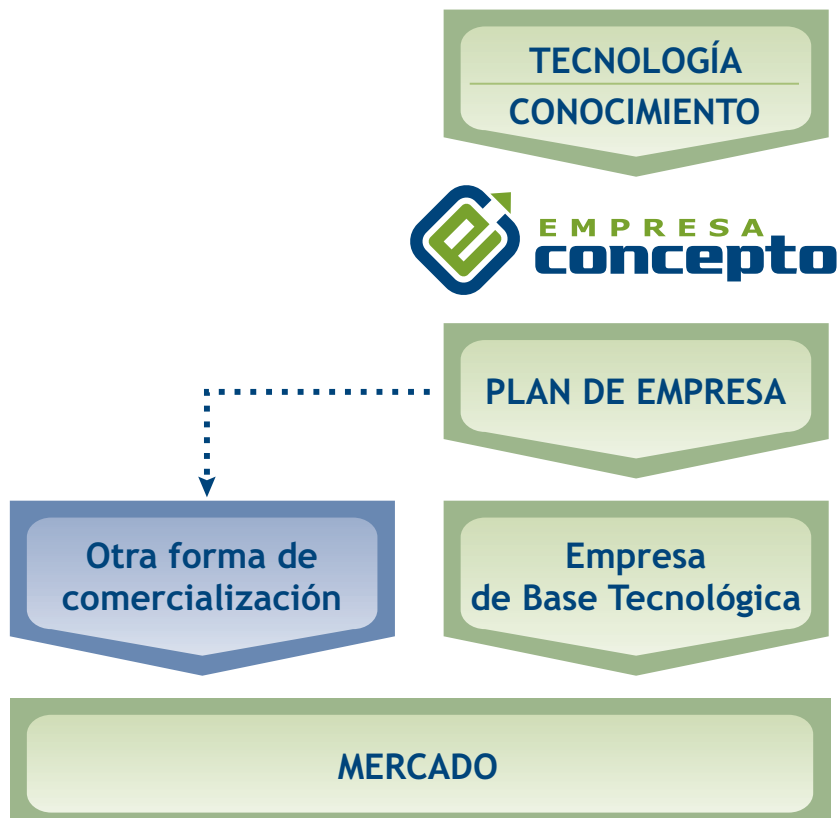 TECNOLOGÍA
CONOCIMIENTO
EMPRESA
concepto
PLAN DE EMPRESA
Otra forma de
comercialización
Empresa
de Base Tecnológica
MERCADO